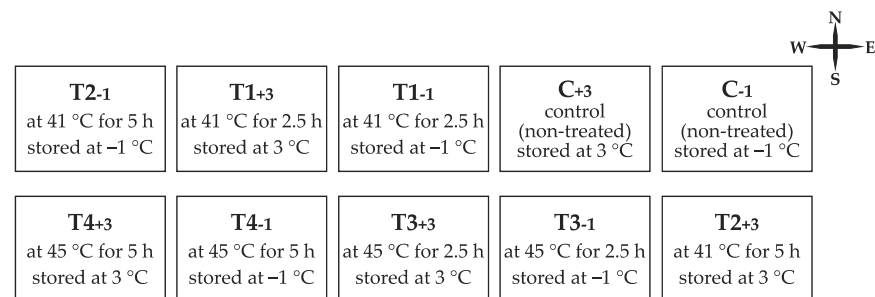 N
W E
S
T2-1
at 41 °C for 5 h
stored at –1 °C
T1+3
at 41 °C for 2.5 h
stored at 3 °C
T1-1
at 41 °C for 2.5 h
stored at –1 °C
C+3
control
(non-treated)
stored at 3 °C
C-1
control
(non-treated)
stored at –1 °C
T4+3
at 45 °C for 5 h
stored at 3 °C
T4-1
at 45 °C for 5 h
stored at –1 °C
T3+3
at 45 °C for 2.5 h
stored at 3 °C
T3-1
at 45 °C for 2.5 h
stored at –1 °C
T2+3
at 41 °C for 5 h
stored at 3 °C